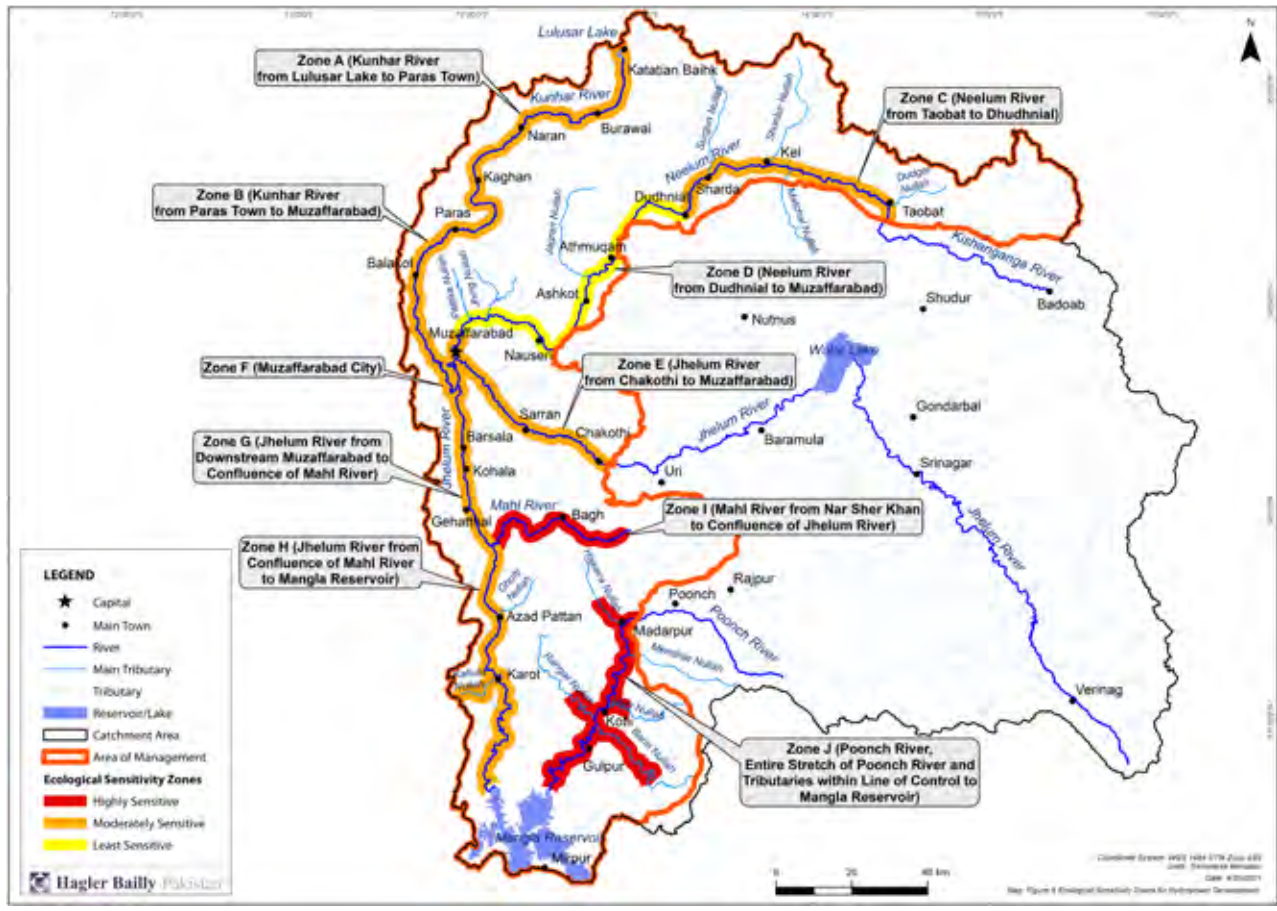 Lulusar Lake
Zone A (Kunhar River
from Lulusar Lake to Paras Town)
Katatian Baihk
N
Kunhar River
Burawai
Naran
Zone C (Neelum River
from Taobat to Dhudhnial)
Kel
Neelum River
Sharda
Kaghan
Dudhnial
Taobat
Nullah
Zone B (Kunhar River
from Paras Town to Muzaffarabad)
Paras
Jagran Nullah
Athmuqam
Kishanganga River
Balakot
Zone D (Neelum River
from Dudhnial to Muzaffarabad)
Ashkot
Badoab
Shudur
Nutnus
Muzaffarabad
Nauseri
Zone F (Muzaffarabad City)
Zone E (Jhelum River
from Chakothi to Muzaffarabad)
Jhelum River
Sarran
Chakothi
Jhelum River
Gondarbal
Baramula
Zone G (Jhelum River from
Downstream Muzaffarabad to
Confluence of Mahl River)
Barsala
Kohala
Uri
Srinagar
Mahl River
Bagh
Zone I (Mahl River from Nar Sher Khan
to Confluence of Jhelum River)
Jhelum River
Zone H (Jhelum River from
Confluence of Mahl River
to Mangla Reservoir)
Rajpur
Poonch
Azad Pattan
Madarpur
Poonch River
Mendhar Nullah
Karot
Verinag
Kotli
Gulpur
Zone J (Poonch River,
Entire Stretch of Poonch River and
Tributaries within Line of Control to
Mangla Reservoir)
Mangla Reservoir
Mirpur
LEGEND
Capital
Main Town
River
Main Tributary
Tributary
Reservoir/Lake
Catchment Area
Area of Management
Ecological Sensitivity Zones
Highly Sensitive
Moderately Sensitive
Least Sensitive
Hagler Bailly Pakistan
0 20 40 km